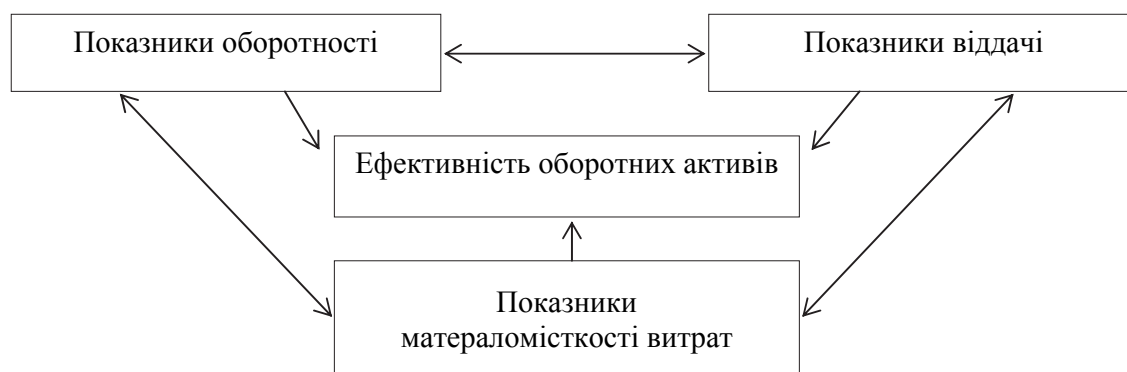 Показники оборотності
Показники віддачі
Ефективність оборотних активів
Показники
матераломісткості витрат